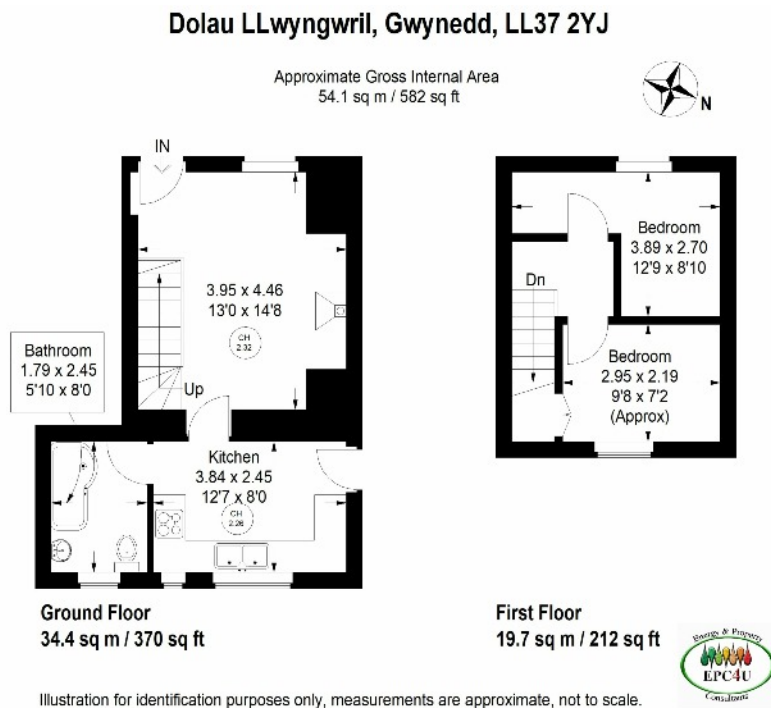 Dolau LLwyngwril, Gwynedd, LL37 2YJ
Approximate Gross Internal Area
54.1 sq m / 582 sq ft
N
IN
3.95 x 4.46
13'0 x 14'8
CH
2.32
Up
Bathroom
1.79 x 2.45
5'10 x 8'0
Kitchen
3.84 x 2.45
12'7 x 8'0
CH
2.26
Bedroom
3.89 x 2.70
12'9 x 8'10
Dn
Bedroom
2.95 x 2.19
9'8 x 7'2
(Approx)
Ground Floor
34.4 sq m / 370 sq ft
First Floor
19.7 sq m / 212 sq ft
Energy & Property
EPC4U
Consultant
Illustration for identification purposes only, measurements are approximate, not to scale.